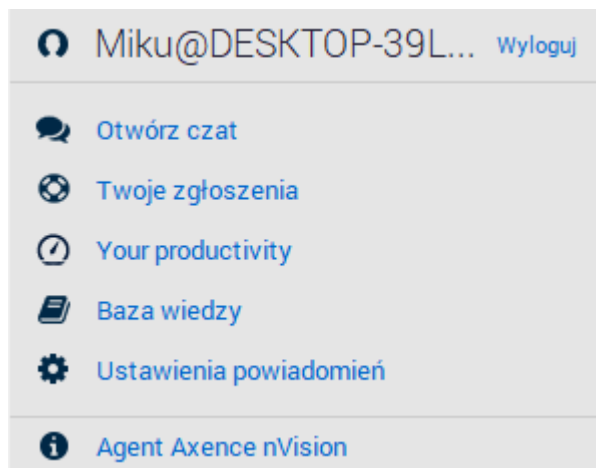 Miku@DESKTOP-39L... Wyloguj
Otwórz czat
Twoje zgłoszenia
Your productivity
Baza wiedzy
Ustawienia powiadomień
Agent Axence nVision